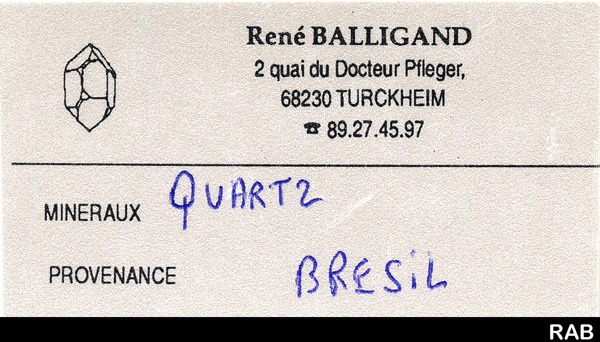 René BALLIGAND
2 quai du Docteur Pfleger,
68230 TURCKHEIM
☎ 89.27.45.97
MINERAUX QUARTZ
PROVENANCE BRESIL
RAB